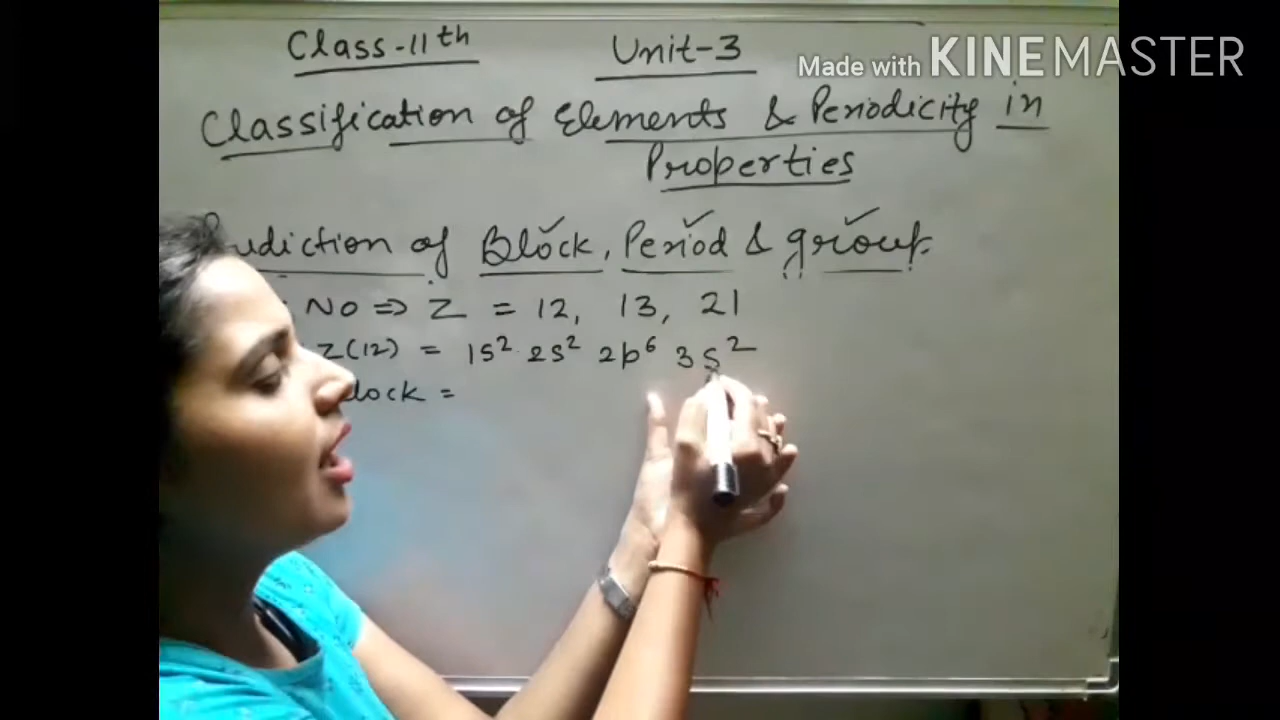 Class-11th Unit-3
Made with KINEMASTER
Classification of Elements & Periodicity in
Properties
of Block, Period & group.
No => Z = 12, 13, 21
Z(12) = 1s² 2s² 2p⁶ 3s²
lock =